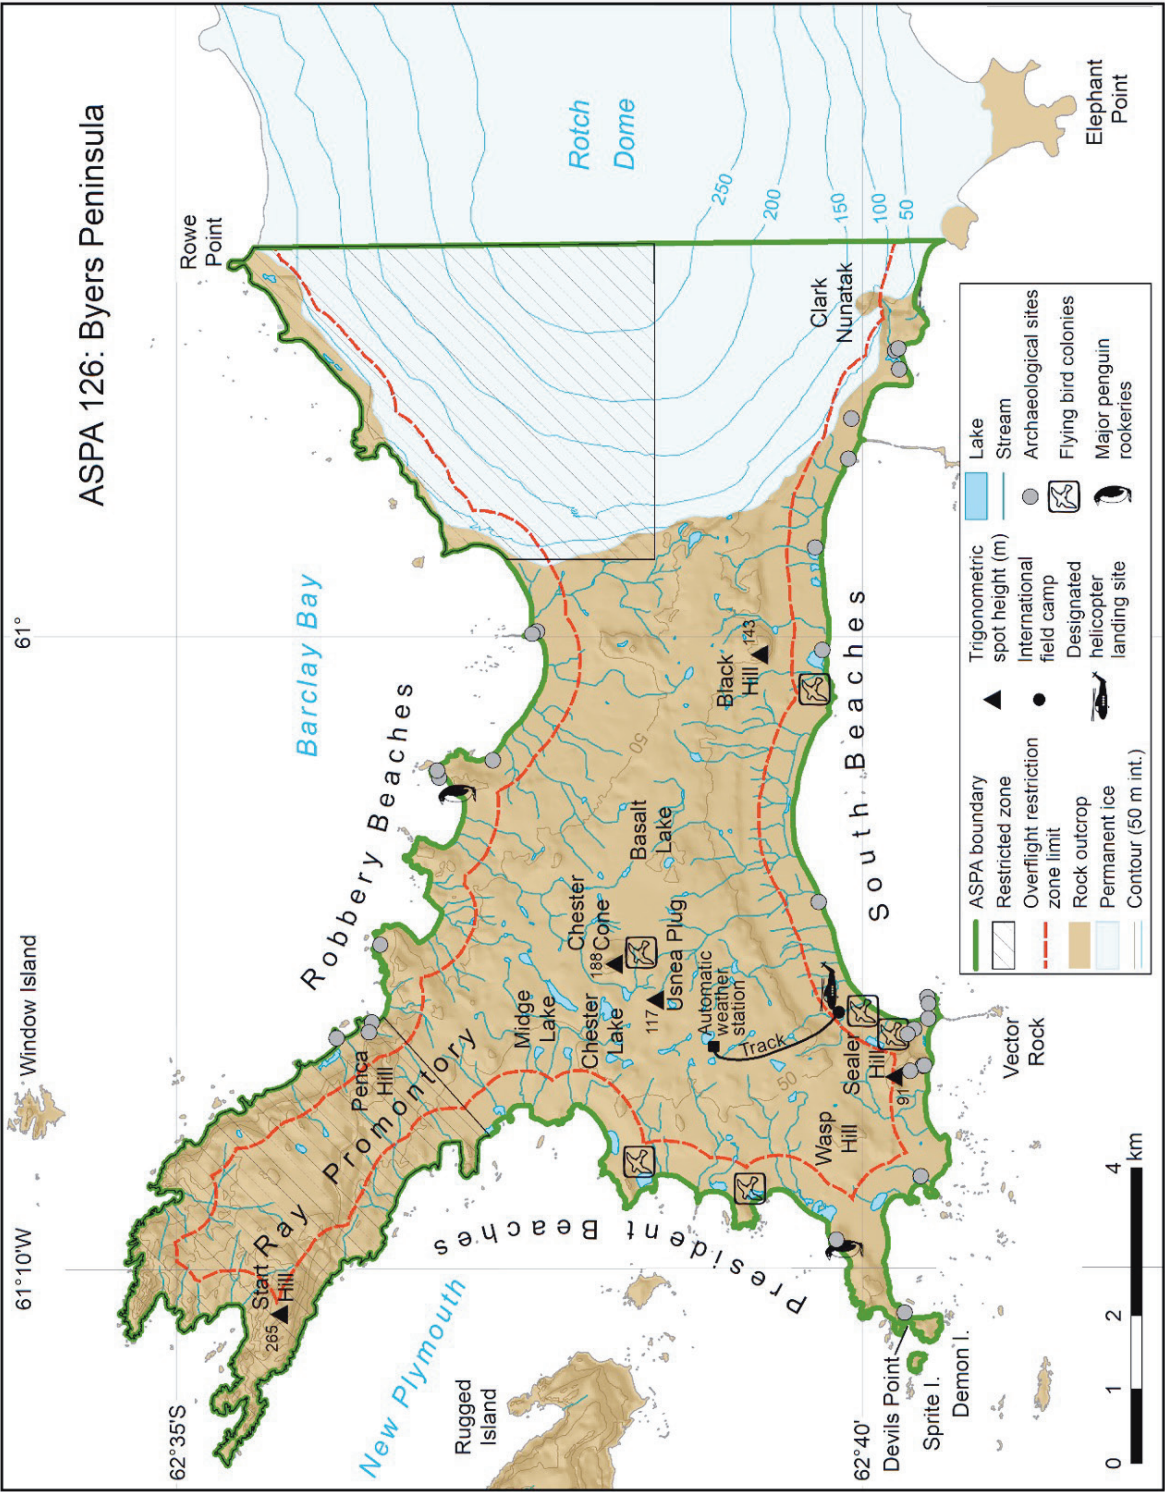 ASPA 126: Byers Peninsula
61°10'W
61°
Window Island
62°35'S
62°40'
Rowe
Point
Rotch
Dome
Elephant
Point
Barclay Bay
Robbery Beaches
Clark
Nunatak
250
200
150
100
50
Penca
Hill
Ray Promontory
Start
Hill
265
New Plymouth
Rugged
Island
President Beaches
Midge
Lake
Chester
Lake
Chester
Cone
188
Usnea Plug
117
Basalt
Lake
50
Black
Hill
143
Automatic
weather
station
Track
50
Sealer
Hill
91
Wasp
Hill
South Beaches
Vector
Rock
Devils Point
Sprite I.
Demon I.
0
1
2
4 km
ASPA boundary
Restricted zone
Overflight restriction
zone limit
Rock outcrop
Permanent ice
Contour (50 m int.)
Trigonometric
spot height (m)
International
field camp
Designated
helicopter
landing site
Lake
Stream
Archaeological sites
Flying bird colonies
Major penguin
rookeries